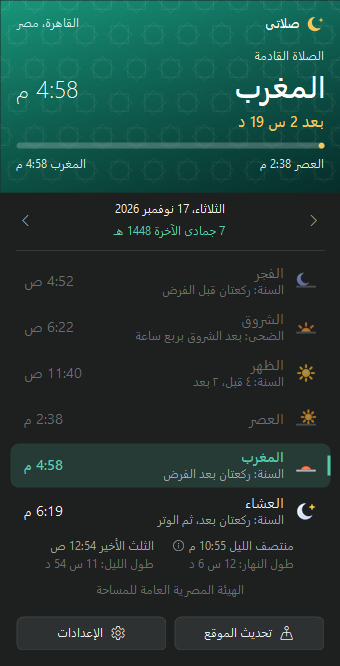 صلاتى
القاهرة، مصر
الصلاة القادمة
المغرب
4:58 م
بعد 2 س 19 د
العصر 2:38 م
المغرب 4:58 م
الثلاثاء، 17 نوفمبر 2026
7 جمادى الآخرة 1448 هـ
الفجر
السنة: ركعتان قبل الفرض
4:52 ص
الشروق
الضحى: بعد الشروق بربع ساعة
6:22 ص
الظهر
السنة: ٤ قبل، ٢ بعد
11:40 ص
العصر
2:38 م
المغرب
السنة: ركعتان بعد الفرض
4:58 م
العشاء
السنة: ركعتان بعد، ثم الوتر
6:19 م
منتصف الليل 10:55 م
الثلث الأخير 12:54 ص
طول النهار: 12 س 6 د
طول الليل: 11 س 54 د
الهيئة المصرية العامة للمساحة
تحديث الموقع
الإعدادات